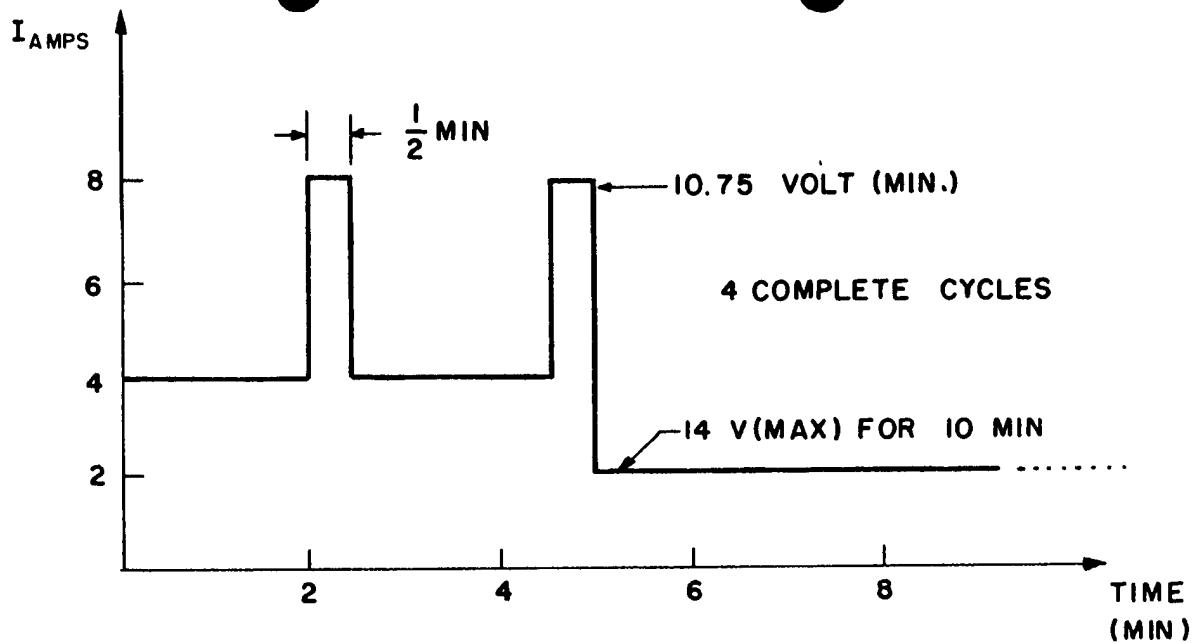 I AMPS
1/2 MIN
8
10.75 VOLT (MIN.)
6
4 COMPLETE CYCLES
4
14 V(MAX) FOR 10 MIN
2
2 4 6 8 TIME
(MIN)